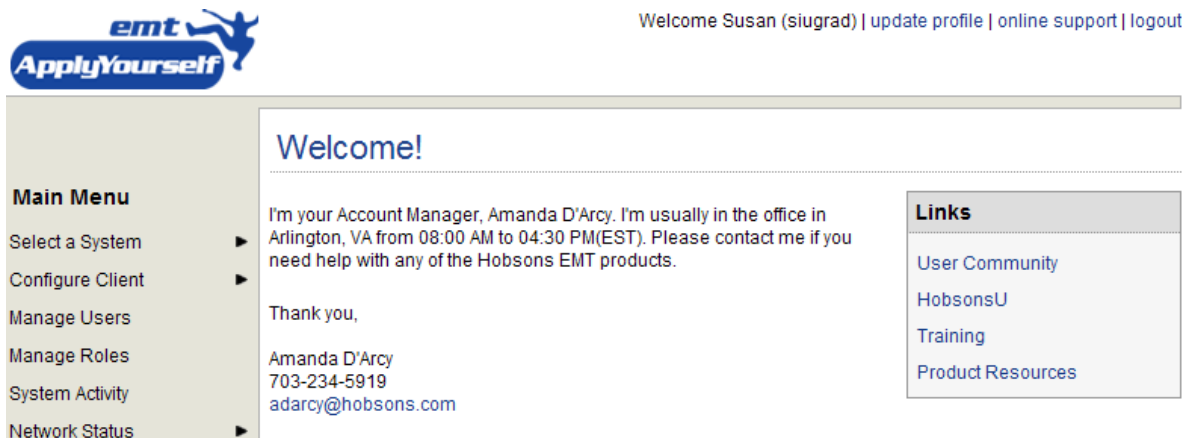 emt
ApplyYourself
Welcome Susan (siugrad) | update profile | online support | logout
Welcome!
Main Menu
Select a System
Configure Client
Manage Users
Manage Roles
System Activity
Network Status
I'm your Account Manager, Amanda D'Arcy. I'm usually in the office in
Arlington, VA from 08:00 AM to 04:30 PM(EST). Please contact me if you
need help with any of the Hobsons EMT products.
Thank you,
Amanda D'Arcy
703-234-5919
adarcy@hobsons.com
Links
User Community
HobsonsU
Training
Product Resources